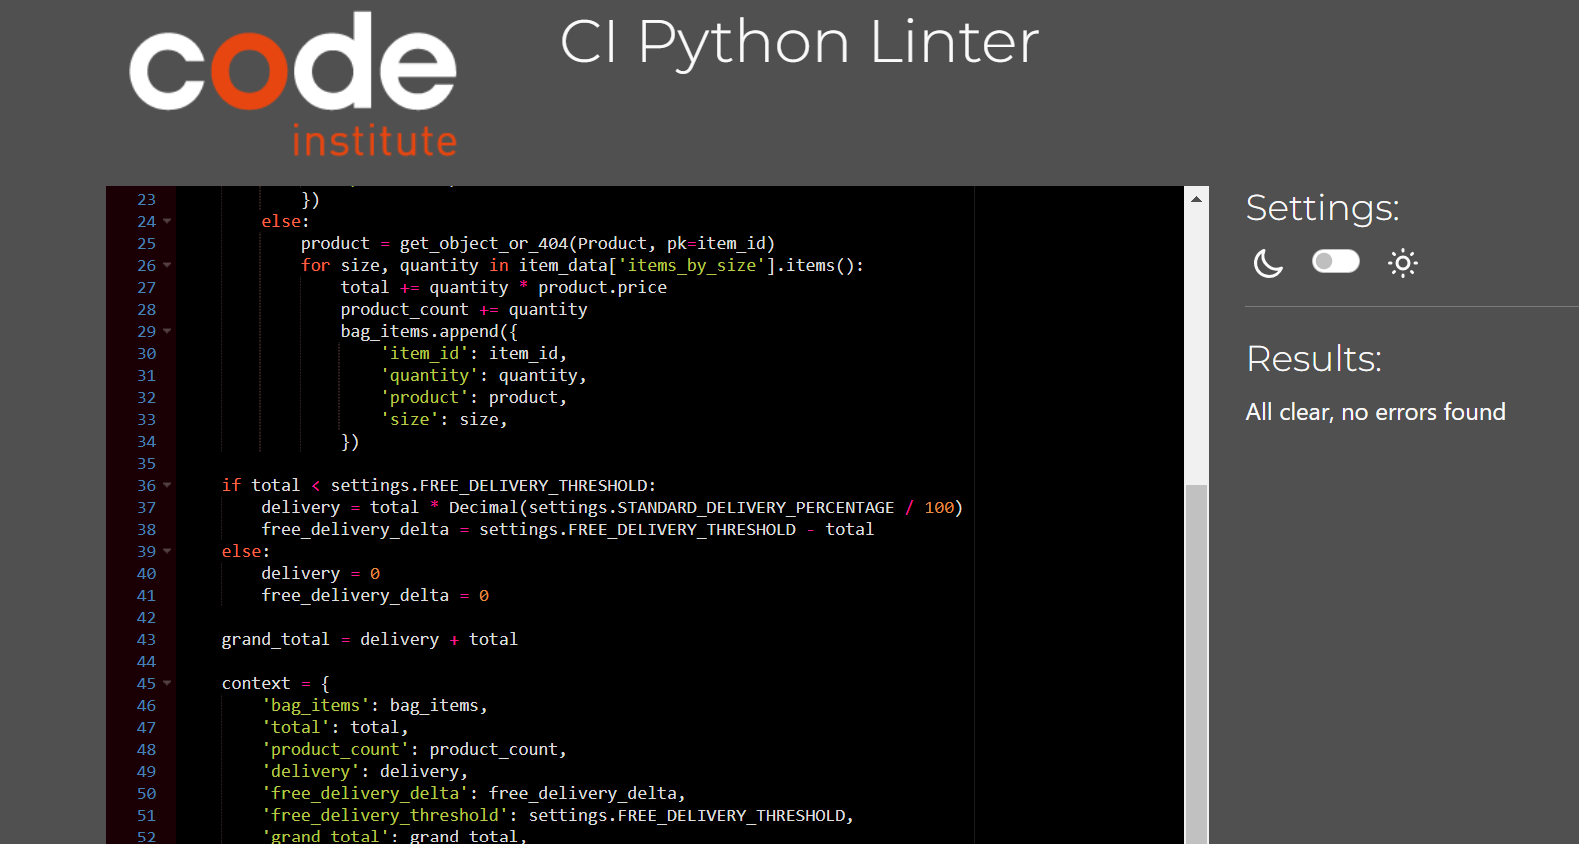 code
institute
CI Python Linter
23 })
24 else:
25 product = get_object_or_404(Product, pk=item_id)
26 for size, quantity in item_data['items_by_size'].items():
27 total += quantity * product.price
28 product_count += quantity
29 bag_items.append({
30 'item_id': item_id,
31 'quantity': quantity,
32 'product': product,
33 'size': size,
34 })
35
36 if total < settings.FREE_DELIVERY_THRESHOLD:
37 delivery = total * Decimal(settings.STANDARD_DELIVERY_PERCENTAGE / 100)
38 free_delivery_delta = settings.FREE_DELIVERY_THRESHOLD - total
39 else:
40 delivery = 0
41 free_delivery_delta = 0
42
43 grand_total = delivery + total
44
45 context = {
46 'bag_items': bag_items,
47 'total': total,
48 'product_count': product_count,
49 'delivery': delivery,
50 'free_delivery_delta': free_delivery_delta,
51 'free_delivery_threshold': settings.FREE_DELIVERY_THRESHOLD,
52 'grand_total': grand_total,
Settings:
Results:
All clear, no errors found